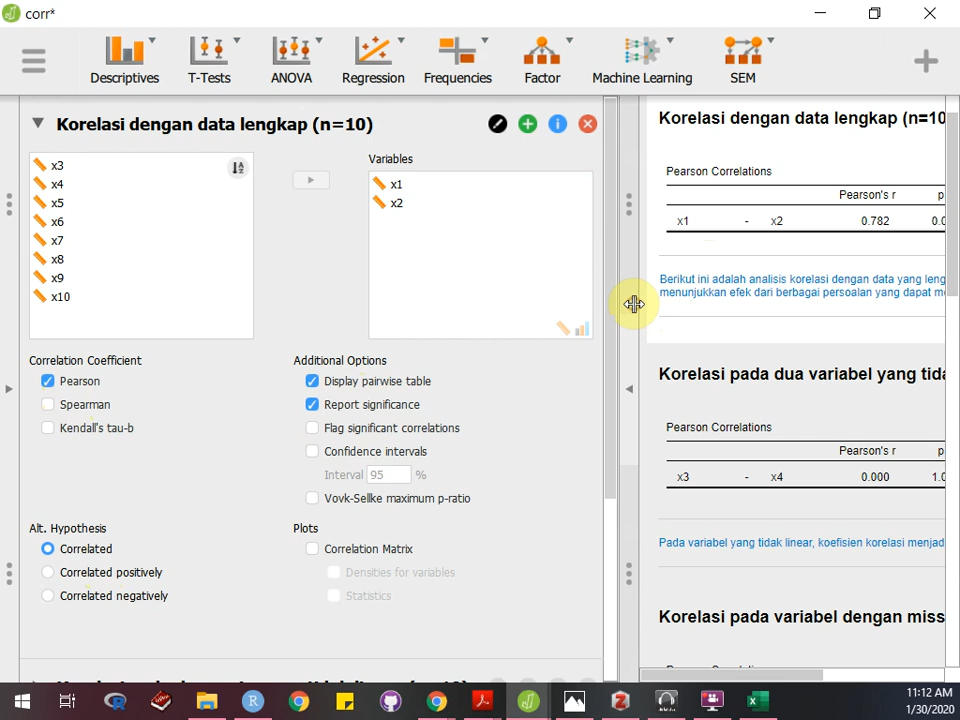 corr*
Descriptives
T-Tests
ANOVA
Regression
Frequencies
Factor
Machine Learning
SEM
Korelasi dengan data lengkap (n=10)
x3
x4
x5
x6
x7
x8
x9
x10
Variables
x1
x2
Correlation Coefficient
Pearson
Spearman
Kendall's tau-b
Additional Options
Display pairwise table
Report significance
Flag significant correlations
Confidence intervals
Interval 95 %
Vovk-Sellke maximum p-ratio
Alt. Hypothesis
Correlated
Correlated positively
Correlated negatively
Plots
Correlation Matrix
Densities for variables
Statistics
Korelasi dengan data lengkap (n=10
Pearson Correlations
Pearson's r p
x1 - x2 0.782 0.0
Berikut ini adalah analisis korelasi dengan data yang leng
menunjukkan efek dari berbagai persoalan yang dapat me
Korelasi pada dua variabel yang tida
Pearson Correlations
Pearson's r p
x3 - x4 0.000 1.0
Pada variabel yang tidak linear, koefisien korelasi menjad
Korelasi pada variabel dengan miss
11:12 AM
1/30/2020